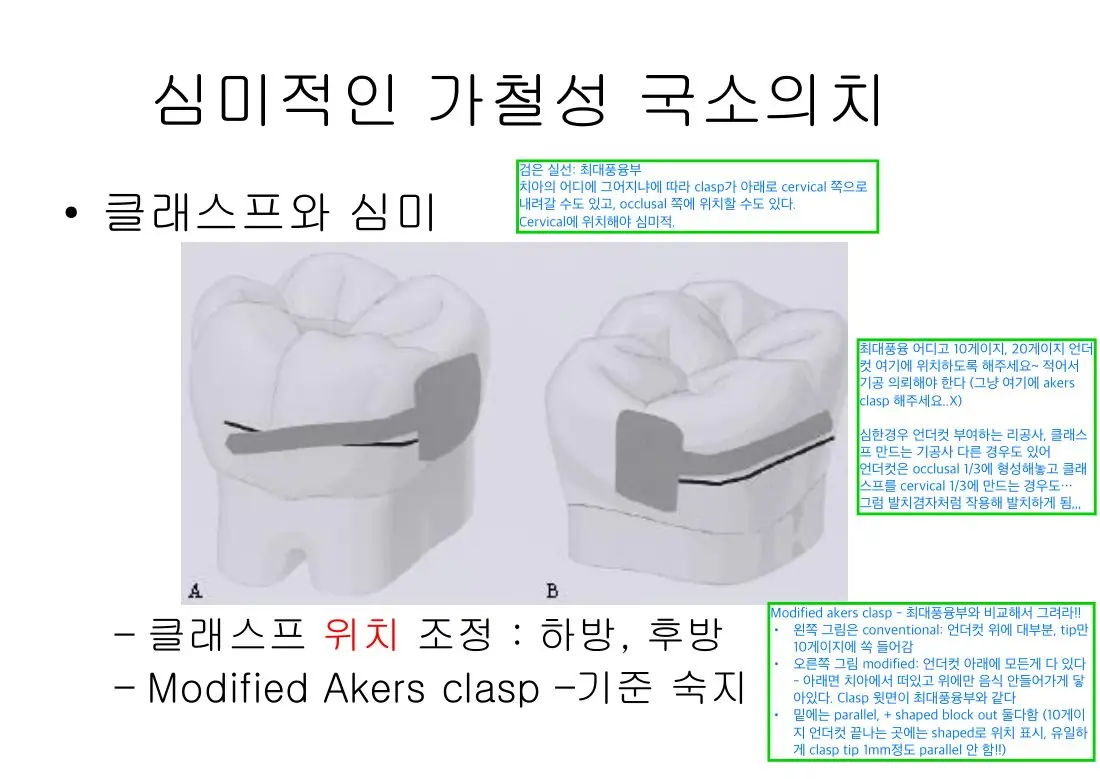 심미적인 가철성 국소의치
검은 실선: 최대풍융부
치아의 어디에 그어지냐에 따라 clasp가 아래로 cervical 쪽으로
내려갈 수도 있고, occlusal 쪽에 위치할 수도 있다.
Cervical에 위치해야 심미적.
• 클래스프와 심미
최대풍융 어디고 10게이지, 20게이지 언더
컷 여기에 위치하도록 해주세요~ 적어서
기공 의뢰해야 한다 (그냥 여기에 akers
clasp 해주세요..X)
심한경우 언더컷 부여하는 리공사, 클래스
프 만드는 기공사 다른 경우도 있어
언더컷은 occlusal 1/3에 형성해놓고 클래
스프를 cervical 1/3에 만드는 경우도…
그럼 발치겸자처럼 작용해 발치하게 됨,,,
A
B
– 클래스프 위치 조정 : 하방, 후방
– Modified Akers clasp –기준 숙지
Modified akers clasp - 최대풍융부와 비교해서 그려라!!
• 왼쪽 그림은 conventional: 언더컷 위에 대부분, tip만
10게이지에 쏙 들어감
• 오른쪽 그림 modified: 언더컷 아래에 모든게 다 있다
- 아래면 치아에서 떠있고 위에만 음식 안들어가게 닿
아있다. Clasp 윗면이 최대풍융부와 같다
• 밑에는 parallel, + shaped block out 둘다함 (10게이
지 언더컷 끝나는 곳에는 shaped로 위치 표시, 유일하
게 clasp tip 1mm정도 parallel 안 함!!)